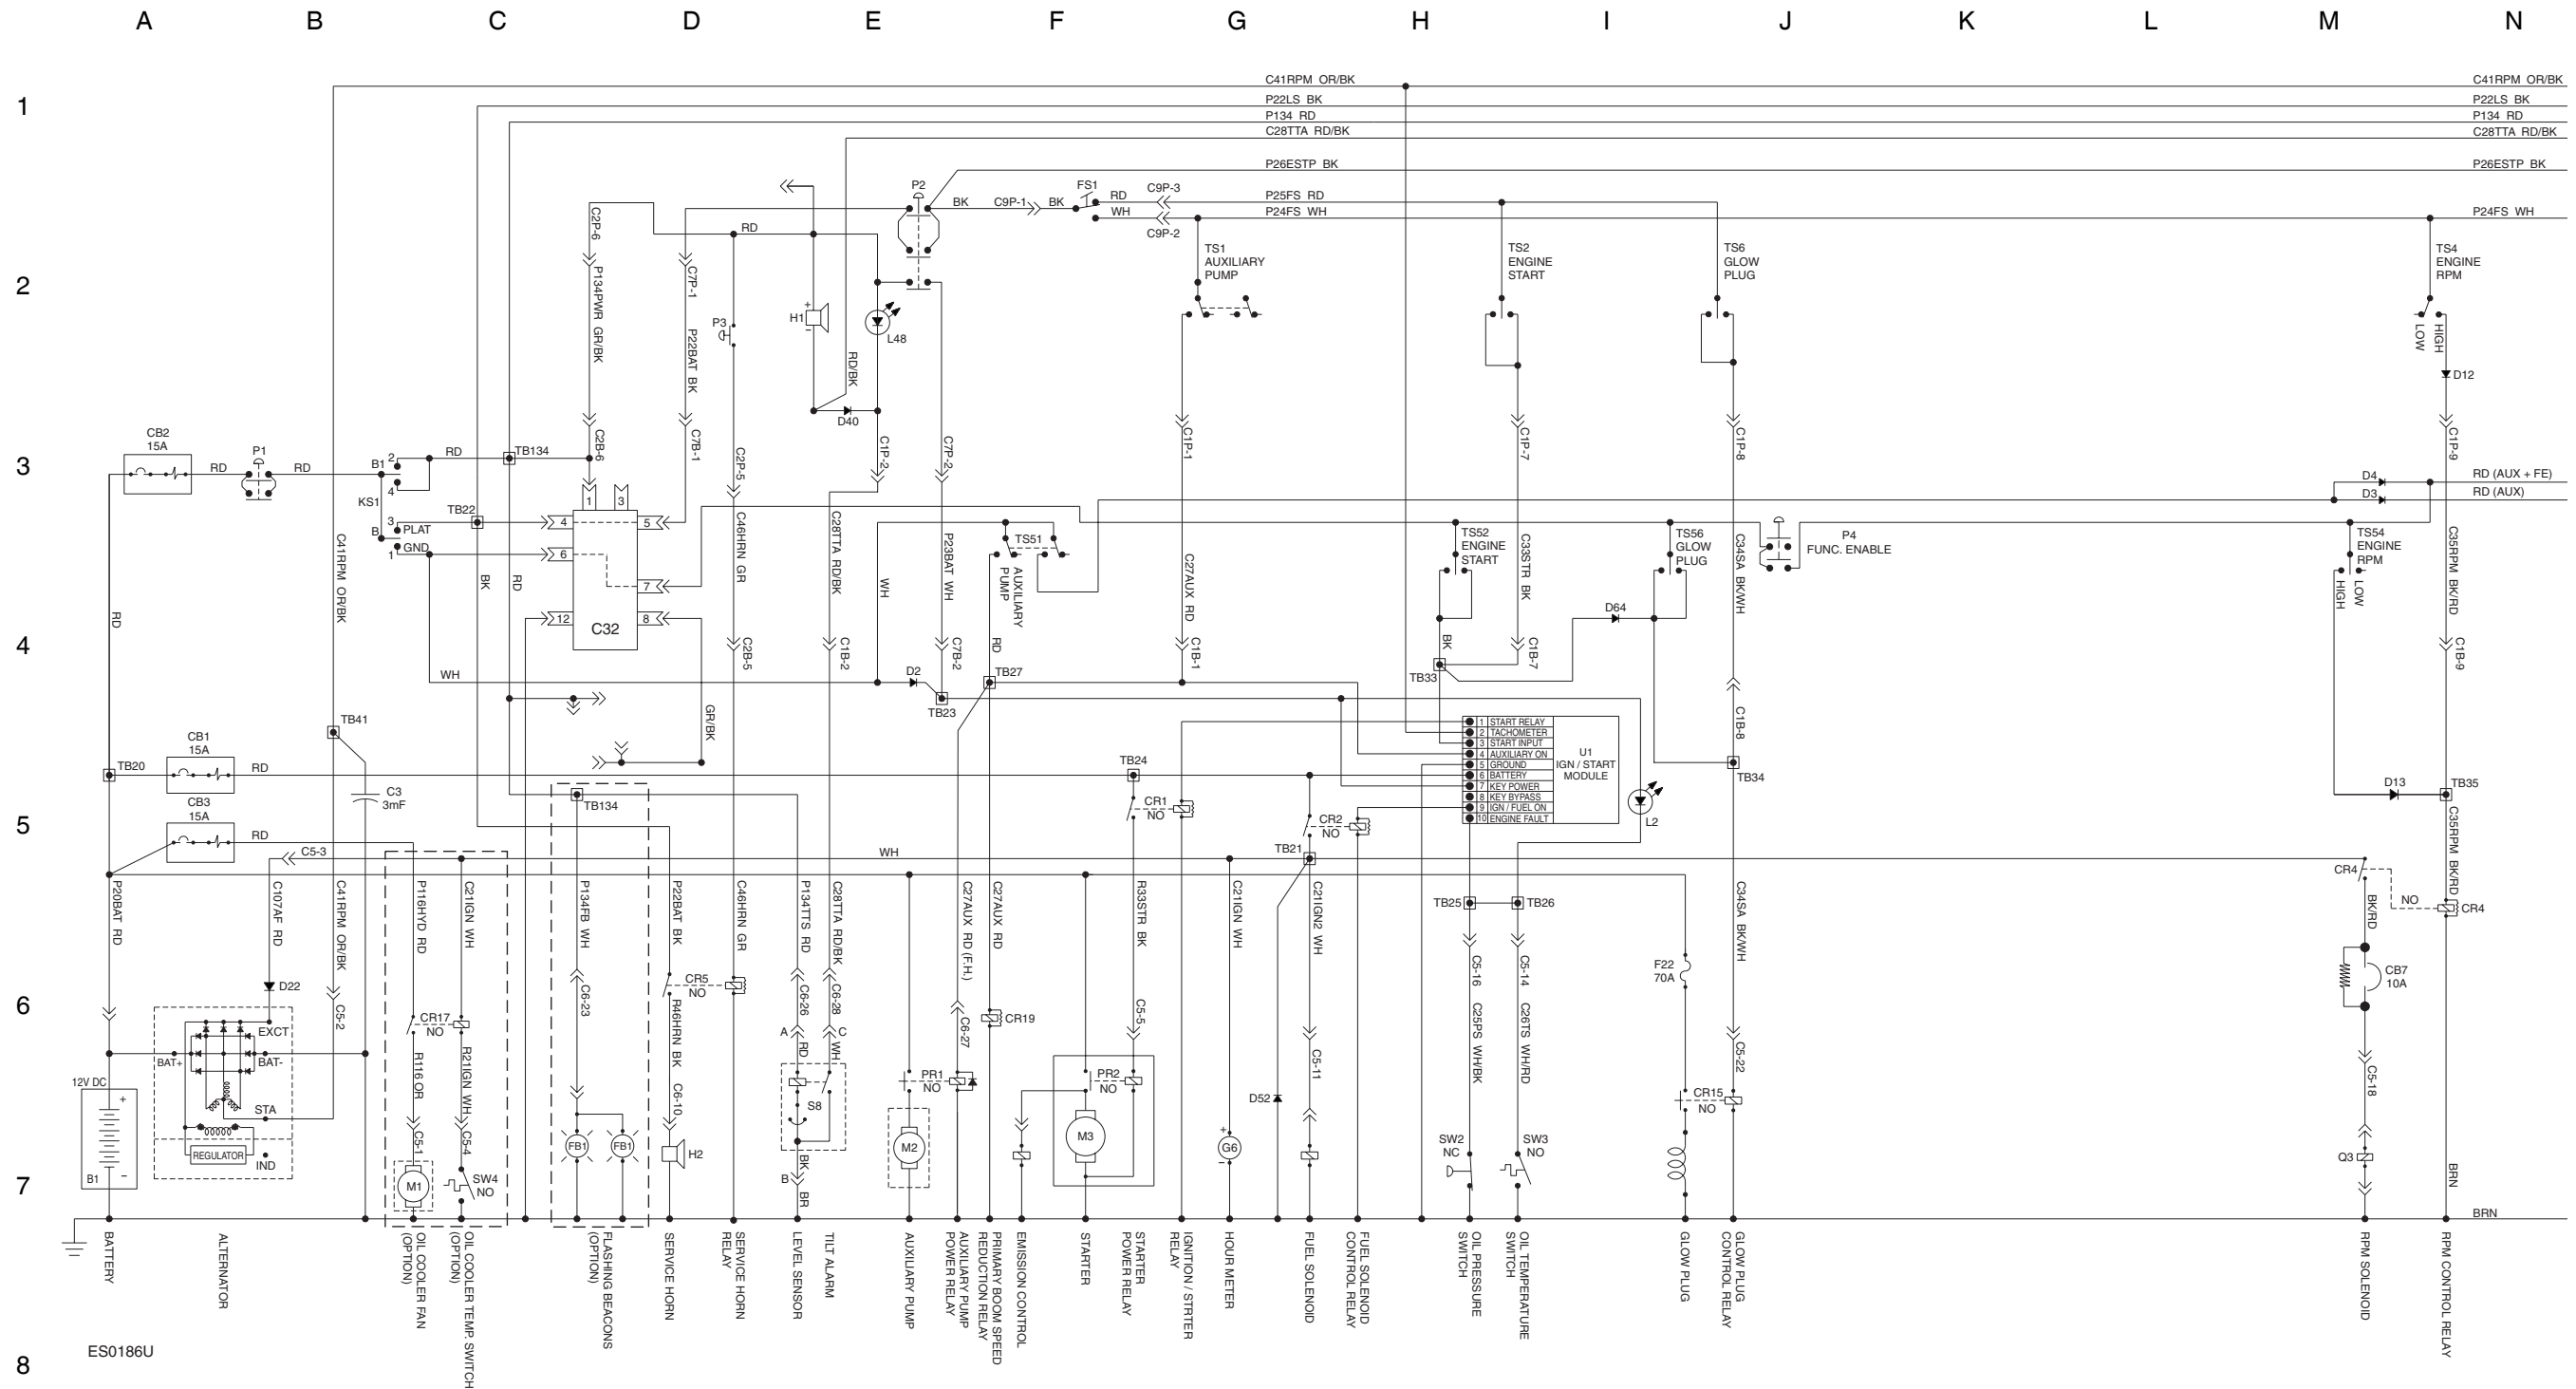 A B C D E F G H I J K L M N
1
2
3
4
5
6
7
8
C41RPM OR/BK
P22LS BK
P134 RD
C28TTA RD/BK
P26ESTP BK
P25FS RD
P24FS WH
C41RPM OR/BK
P22LS BK
P134 RD
C28TTA RD/BK
P26ESTP BK
P24FS WH
P2
BK
C9P-1
BK
FS1
RD
WH
C9P-3
C9P-2
C2P-6
RD
P134PWR GR/BK
C7P-1
P22BAT BK
P3
H1
+
−
L48
RD/BK
D40
TS1
AUXILIARY
PUMP
TS2
ENGINE
START
TS6
GLOW
PLUG
TS4
ENGINE
RPM
LOW
HIGH
D12
CB2
15A
P1
RD
RD
B1
2
4
KS1
3
B
1
PLAT
GND
RD
TB134
TB22
C2B-6
C7B-1
C2P-5
C1P-2
C7P-2
C1P-1
C1P-7
C1P-8
C1P-9
D4
D3
RD (AUX + FE)
RD (AUX)
1
3
4
5
6
7
12
8
C32
C41RPM OR/BK
BK
RD
RD
C46HRN GR
C28TTA RD/BK
WH
P23BAT WH
TS51
AUXILIARY
PUMP
RD
C27AUX RD
TS52
ENGINE
START
C33STR BK
TS56
GLOW
PLUG
C34SA BK/WH
P4
FUNC. ENABLE
TS54
ENGINE
RPM
HIGH
LOW
C35RPM BK/RD
D64
BK
C2B-5
C1B-2
C7B-2
C1B-1
C1B-7
C1B-9
WH
D2
TB27
TB23
TB33
GR/BK
TB41
C1B-8
TB34
TB20
CB1
15A
RD
CB3
15A
RD
C3
3mF
TB134
TB24
CR1
NO
CR2
NO
TB21
1 START RELAY
2 TACHOMETER
3 START INPUT
4 AUXILIARY ON
5 GROUND
6 BATTERY
7 KEY POWER
8 KEY BYPASS
9 IGN / FUEL ON
10 ENGINE FAULT
U1
IGN / START
MODULE
L2
D13
TB35
C35RPM BK/RD
C5-3
WH
P20BAT RD
C107AF RD
C41RPM OR/BK
P116HYD RD
C21IGN WH
P134FB WH
P22BAT BK
C46HRN GR
P134TTS RD
C28TTA RD/BK
C27AUX RD (F.H.)
C27AUX RD
R33STR BK
C21IGN WH
C21IGN2 WH
TB25
TB26
C34SA BK/WH
CR4
BK/RD
NO
CR4
D22
C5-2
CR17
NO
C6-23
CR5
NO
R46HRN BK
C6-10
C6-26
C6-28
C6-27
CR19
C5-5
C5-11
C5-16
C25PS WH/BK
C5-14
C26TS WH/RD
F22
70A
C5-22
CB7
10A
C5-18
EXCT
BAT+
BAT-
STA
REGULATOR
IND
12V DC
+
B1
−
R116 OR
C5-1
R21IGN WH
C5-4
M1
SW4
NO
FB1
FB1
H2
A
RD
C
WH
S8
BK
B
BR
PR1
NO
M2
PR2
NO
M3
D52
+
G6
−
SW2
NC
SW3
NO
CR15
NO
Q3
BRN
BRN
BATTERY
ALTERNATOR
OIL COOLER FAN
(OPTION)
OIL COOLER TEMP. SWITCH
(OPTION)
FLASHING BEACONS
(OPTION)
SERVICE HORN
SERVICE HORN
RELAY
LEVEL SENSOR
TILT ALARM
AUXILIARY PUMP
AUXILIARY PUMP
POWER RELAY
PRIMARY BOOM SPEED
REDUCTION RELAY
EMISSION CONTROL
STARTER
STARTER
POWER RELAY
IGNITION / STRTER
RELAY
HOUR METER
FUEL SOLENOID
FUEL SOLENOID
CONTROL RELAY
OIL PRESSURE
SWITCH
OIL TEMPERATURE
SWITCH
GLOW PLUG
GLOW PLUG
CONTROL RELAY
RPM SOLENOID
RPM CONTROL RELAY
ES0186U